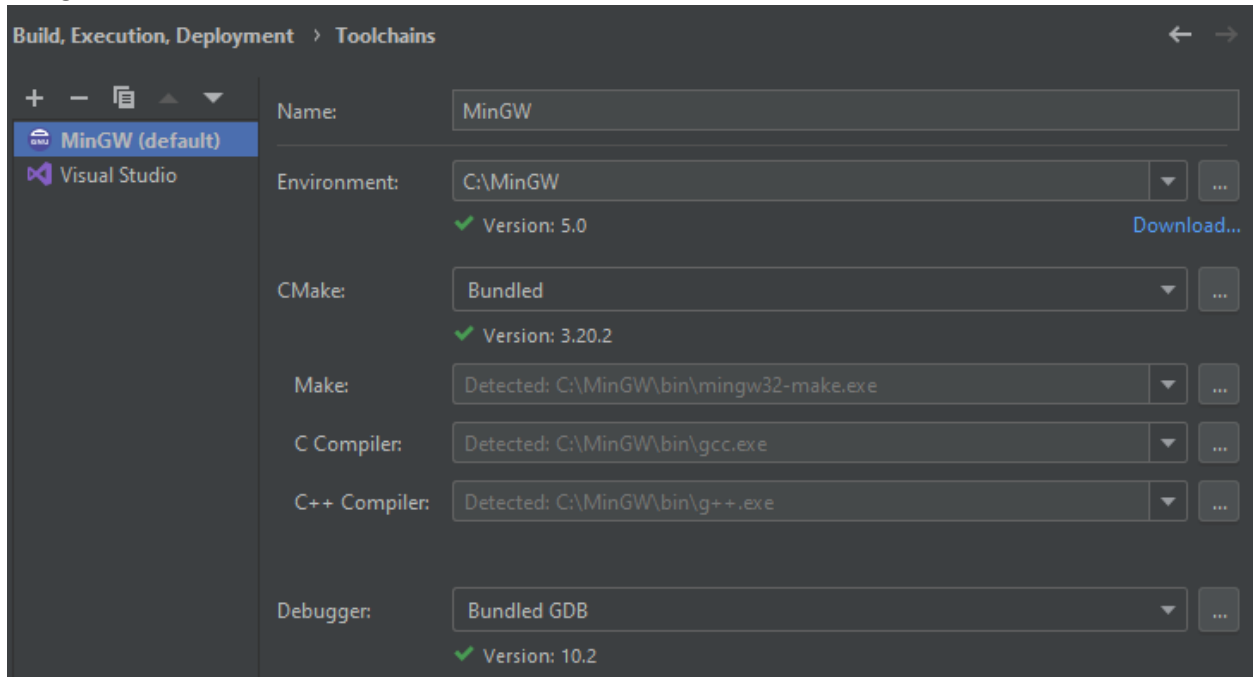 Build, Execution, Deployment › Toolchains
MinGW (default)
Visual Studio
Name: MinGW
Environment: C:\MinGW
Version: 5.0 Download...
CMake: Bundled
Version: 3.20.2
Make: Detected: C:\MinGW\bin\mingw32-make.exe
C Compiler: Detected: C:\MinGW\bin\gcc.exe
C++ Compiler: Detected: C:\MinGW\bin\g++.exe
Debugger: Bundled GDB
Version: 10.2